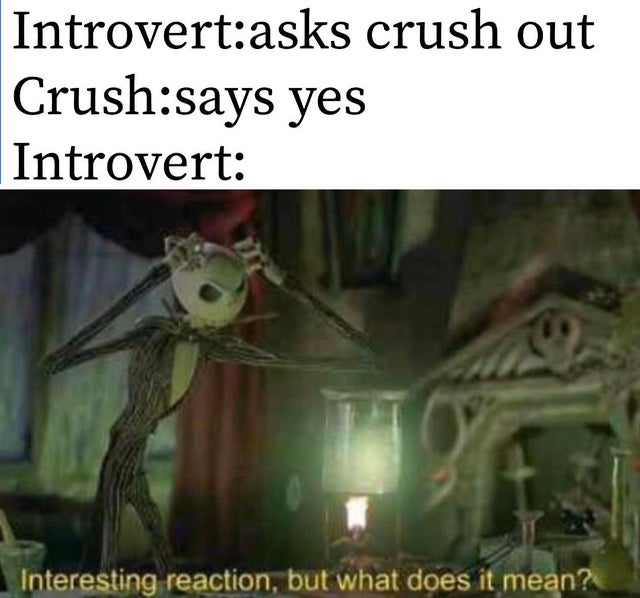 Introvert:asks crush out
Crush:says yes
Introvert:
Interesting reaction, but what does it mean?